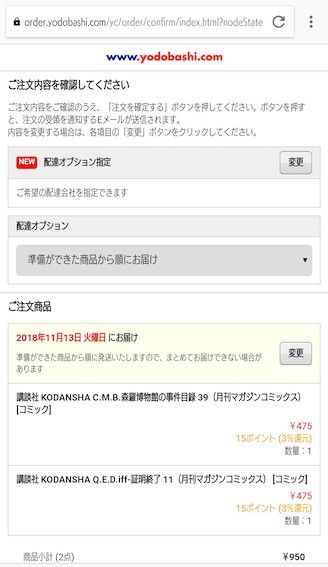 order.yodobashi.com/yc/order/confirm/index.html?nodeState
www.yodobashi.com
ご注文内容を確認してください
ご注文内容をご確認のうえ、「注文を確定する」ボタンを押してください。ボタンを押す
と、注文の受領を通知するEメールが送信されます。
内容を変更する場合は、各項目の「変更」ボタンをクリックしてください。
NEW 配達オプション指定 変更
ご希望の配達会社を指定できます
配達オプション
準備ができた商品から順にお届け
ご注文商品
2018年11月13日 火曜日 にお届け
変更
準備ができた商品から順に発送いたしますので、まとめてお届けできない場合が
あります
講談社 KODANSHA C.M.B.森羅博物館の事件目録 39（月刊マガジンコミックス）
[コミック]
￥475
15ポイント (3%還元)
数量：1
講談社 KODANSHA Q.E.D.iff-証明終了 11（月刊マガジンコミックス） [コミック]
￥475
15ポイント (3%還元)
数量：1
商品小計 (2点) ￥950